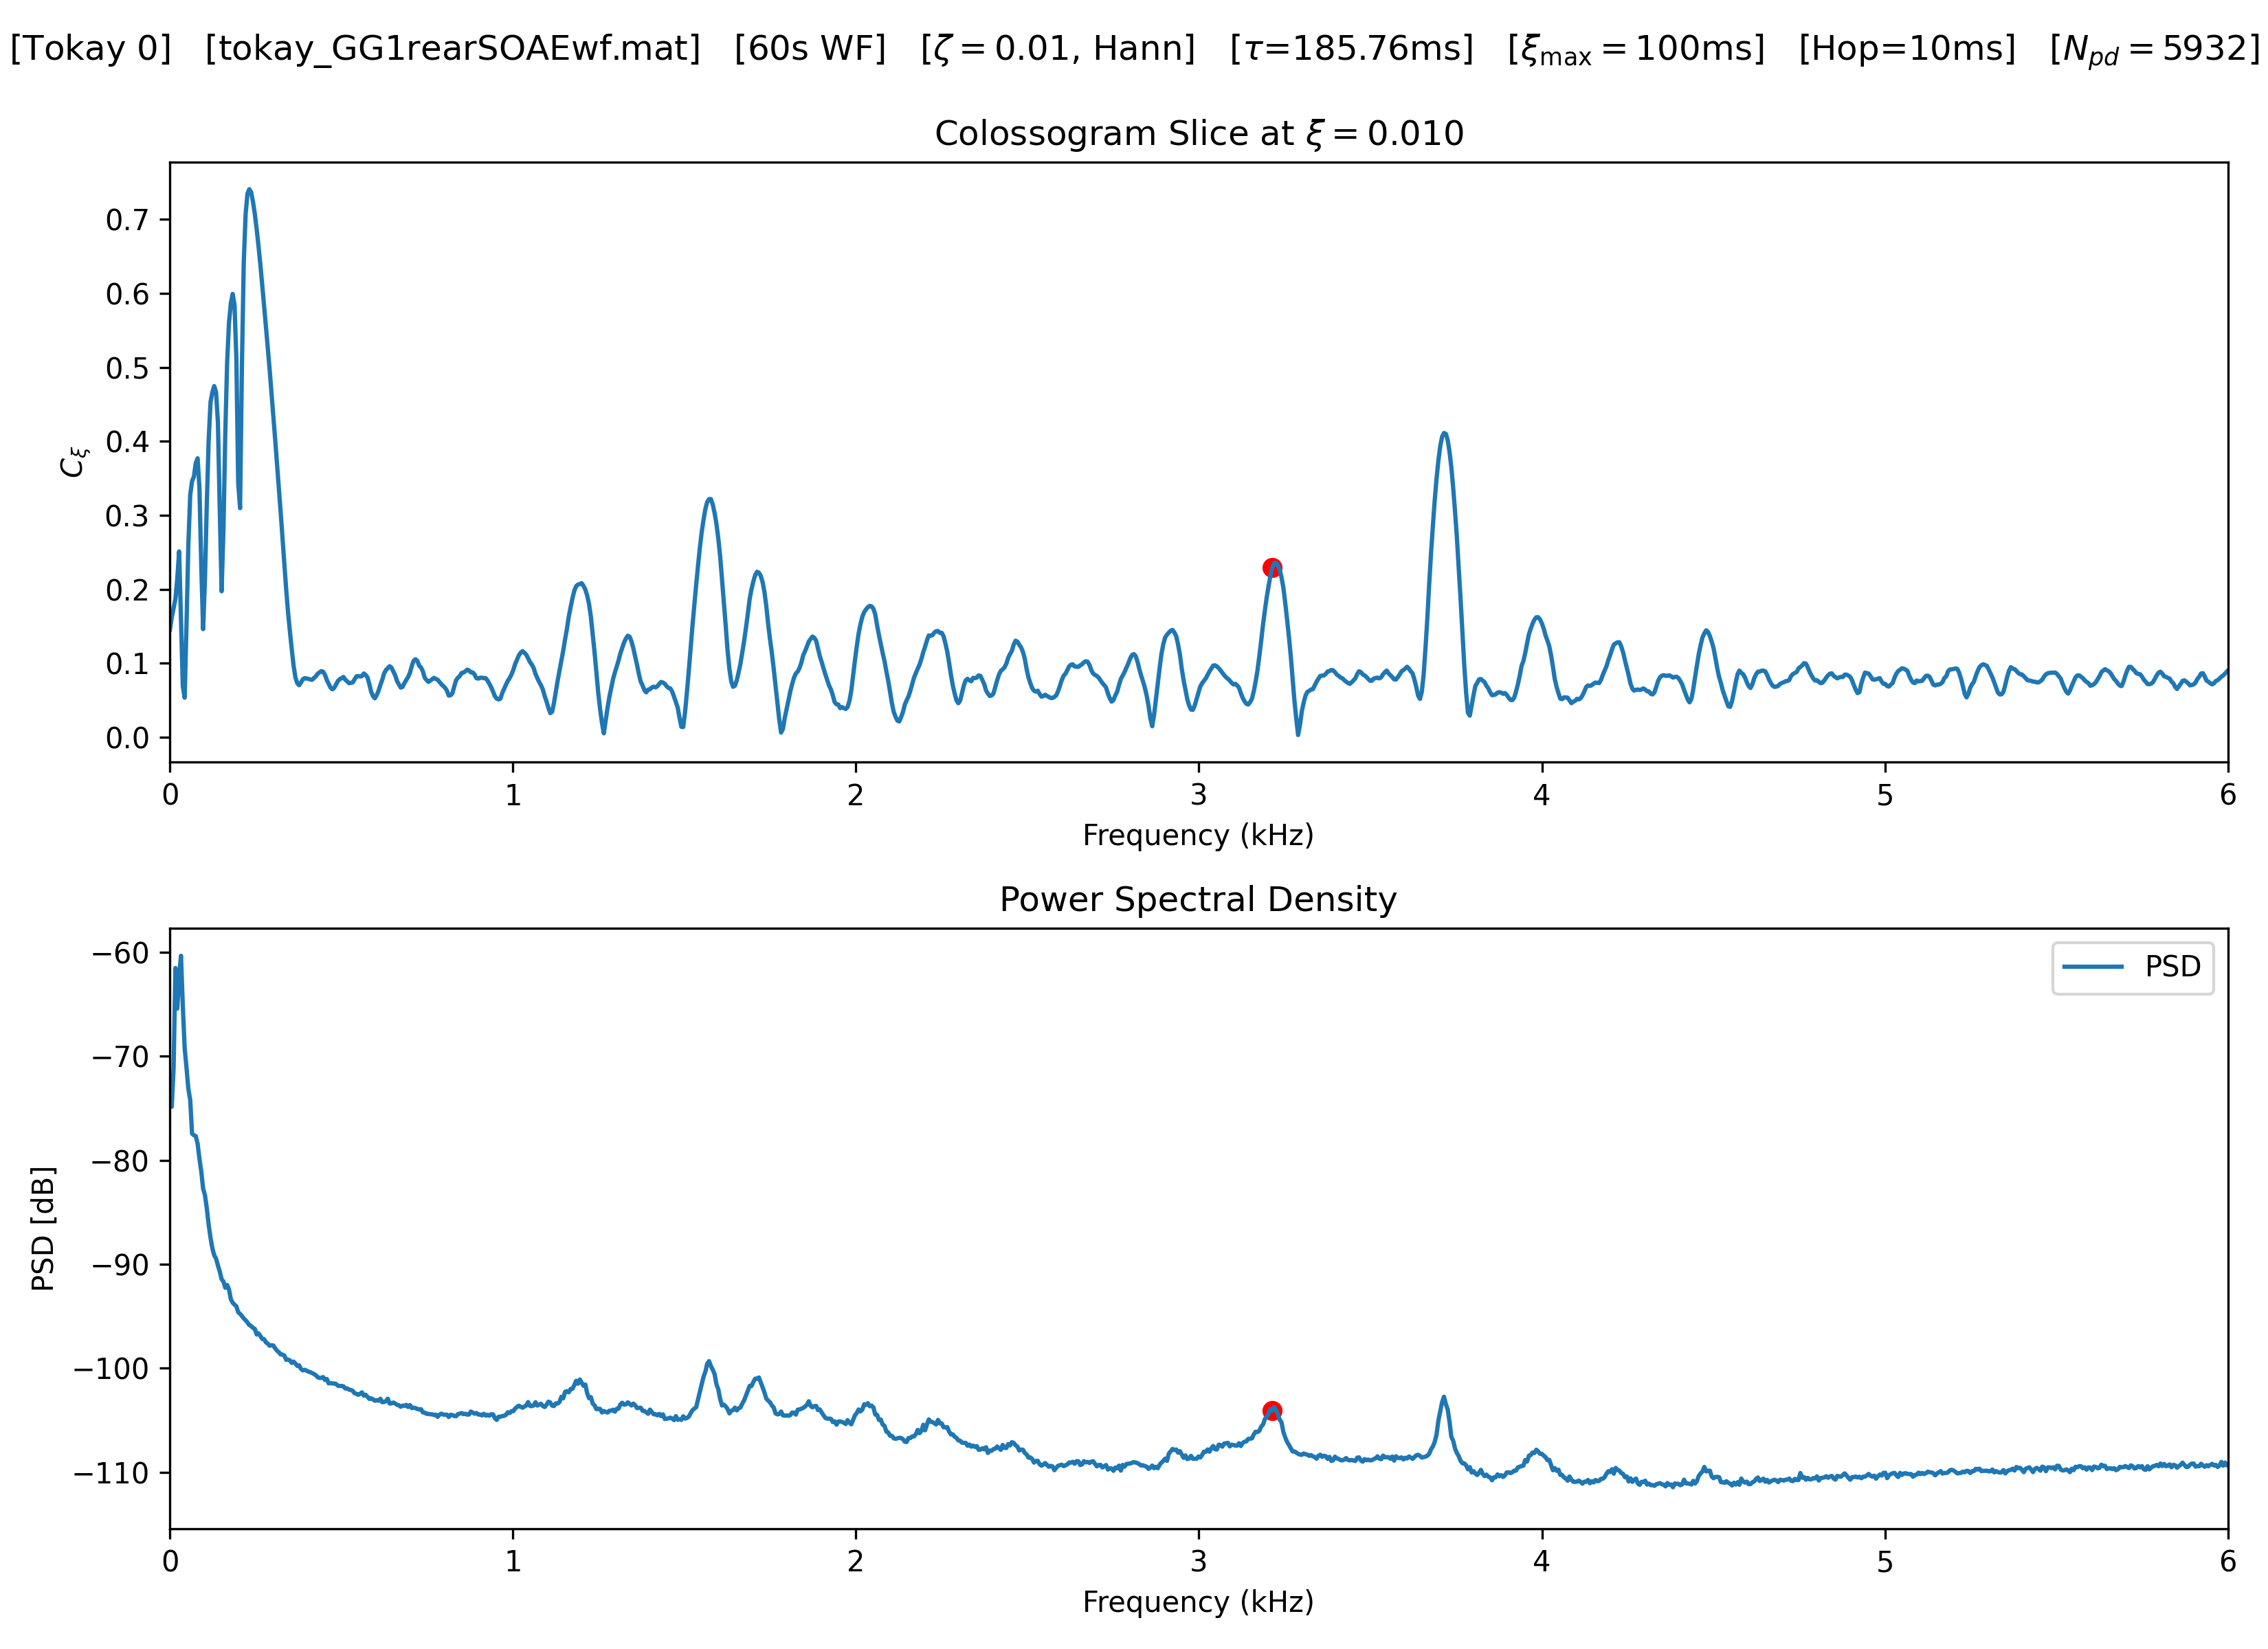 [Tokay 0] [tokay_GG1rearSOAEwf.mat] [60s WF] [ζ = 0.01, Hann] [τ=185.76ms] [ξmax = 100ms] [Hop=10ms] [Npd = 5932]
Colossogram Slice at ξ = 0.010
0.7
0.6
0.5
0.4
0.3
0.2
0.1
0.0
Cξ
0 1 2 3 4 5 6
Frequency (kHz)
Power Spectral Density
PSD
−60
−70
−80
−90
−100
−110
PSD [dB]
0 1 2 3 4 5 6
Frequency (kHz)